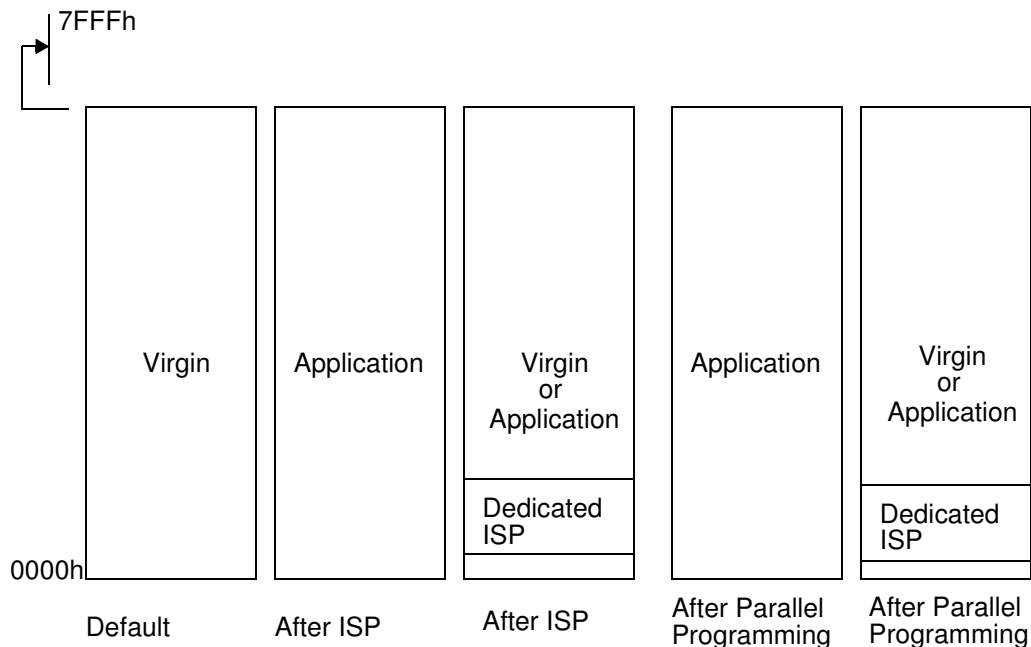 7FFFh
Virgin
Application
Virgin
or
Application
Dedicated
ISP
Application
Virgin
or
Application
Dedicated
ISP
0000h
Default
After ISP
After ISP
After Parallel
Programming
After Parallel
Programming